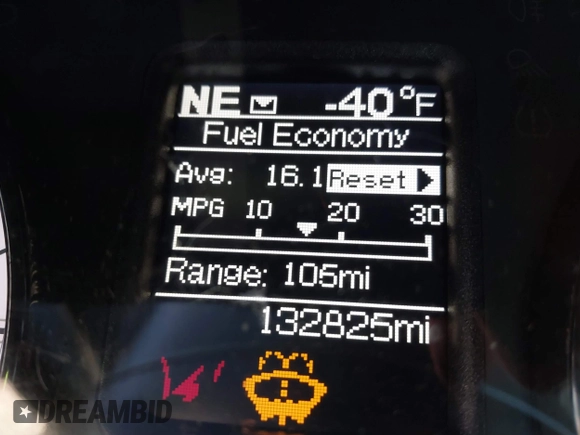 NE -40°F
Fuel Economy
Avg: 16.1 Reset
MPG 10 20 30
Range: 105mi
132825mi
DREAMBID